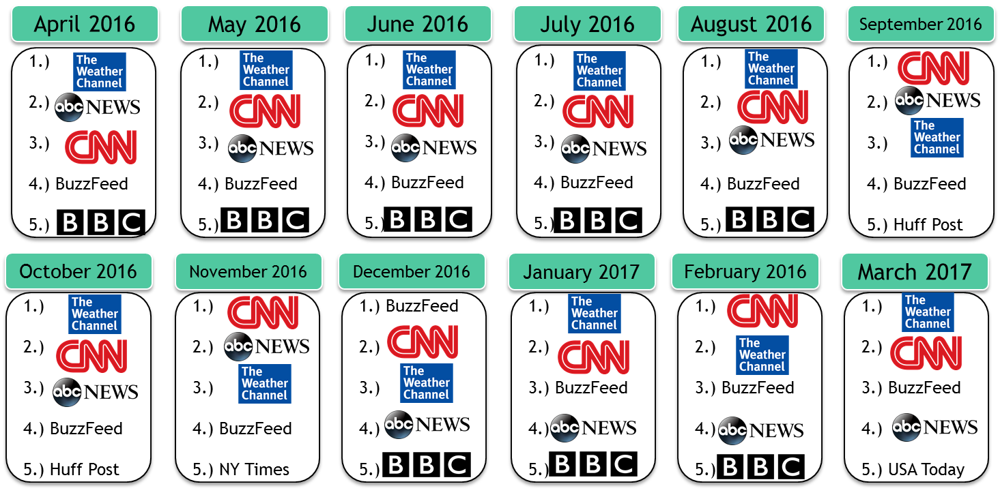 April 2016
1.) The Weather Channel
2.) abc NEWS
3.) CNN
4.) BuzzFeed
5.) BBC
May 2016
1.) The Weather Channel
2.) CNN
3.) abc NEWS
4.) BuzzFeed
5.) BBC
June 2016
1.) The Weather Channel
2.) CNN
3.) abc NEWS
4.) BuzzFeed
5.) BBC
July 2016
1.) The Weather Channel
2.) CNN
3.) abc NEWS
4.) BuzzFeed
5.) BBC
August 2016
1.) The Weather Channel
2.) CNN
3.) abc NEWS
4.) BuzzFeed
5.) BBC
September 2016
1.) CNN
2.) abc NEWS
3.) The Weather Channel
4.) BuzzFeed
5.) Huff Post
October 2016
1.) The Weather Channel
2.) CNN
3.) abc NEWS
4.) BuzzFeed
5.) Huff Post
November 2016
1.) CNN
2.) abc NEWS
3.) The Weather Channel
4.) BuzzFeed
5.) NY Times
December 2016
1.) BuzzFeed
2.) CNN
3.) The Weather Channel
4.) abc NEWS
5.) BBC
January 2017
1.) The Weather Channel
2.) CNN
3.) BuzzFeed
4.) abc NEWS
5.) BBC
February 2016
1.) CNN
2.) The Weather Channel
3.) BuzzFeed
4.) abc NEWS
5.) BBC
March 2017
1.) The Weather Channel
2.) CNN
3.) BuzzFeed
4.) abc NEWS
5.) USA Today